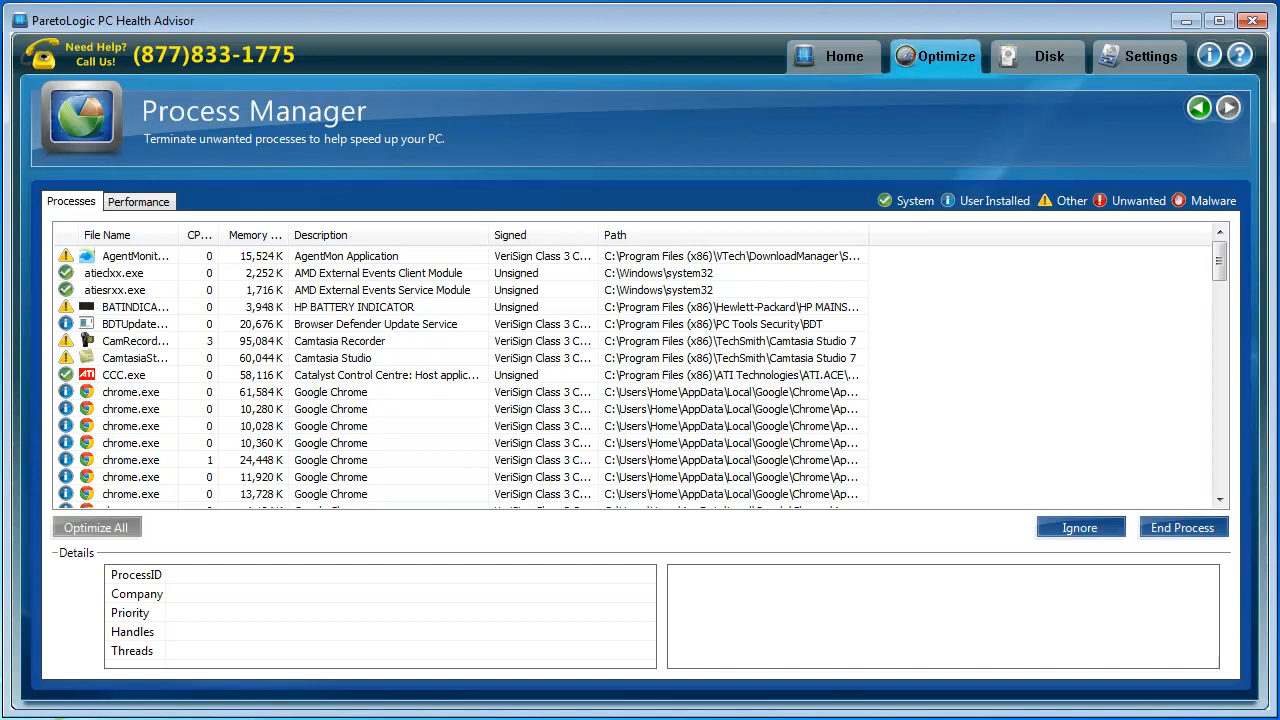 ParetoLogic PC Health Advisor
Need Help? Call Us! (877)833-1775
Home Optimize Disk Settings
Process Manager
Terminate unwanted processes to help speed up your PC.
Processes Performance System User Installed Other Unwanted Malware
File Name CP... Memory ... Description Signed Path
AgentMonit... 0 15,524 K AgentMon Application VeriSign Class 3 C... C:\Program Files (x86)\VTech\DownloadManager\S...
atieclxx.exe 0 2,252 K AMD External Events Client Module Unsigned C:\Windows\system32
atiesrxx.exe 0 1,716 K AMD External Events Service Module Unsigned C:\Windows\system32
BATINDICA... 0 3,948 K HP BATTERY INDICATOR Unsigned C:\Program Files (x86)\Hewlett-Packard\HP MAINS...
BDTUpdate... 0 20,676 K Browser Defender Update Service VeriSign Class 3 C... C:\Program Files (x86)\PC Tools Security\BDT
CamRecord... 3 95,084 K Camtasia Recorder VeriSign Class 3 C... C:\Program Files (x86)\TechSmith\Camtasia Studio 7
CamtasiaSt... 0 60,044 K Camtasia Studio VeriSign Class 3 C... C:\Program Files (x86)\TechSmith\Camtasia Studio 7
ATI CCC.exe 0 58,116 K Catalyst Control Centre: Host applic... Unsigned C:\Program Files (x86)\ATI Technologies\ATI.ACE\...
chrome.exe 0 61,584 K Google Chrome VeriSign Class 3 C... C:\Users\Home\AppData\Local\Google\Chrome\Ap...
chrome.exe 0 10,280 K Google Chrome VeriSign Class 3 C... C:\Users\Home\AppData\Local\Google\Chrome\Ap...
chrome.exe 0 10,028 K Google Chrome VeriSign Class 3 C... C:\Users\Home\AppData\Local\Google\Chrome\Ap...
chrome.exe 0 10,360 K Google Chrome VeriSign Class 3 C... C:\Users\Home\AppData\Local\Google\Chrome\Ap...
chrome.exe 1 24,448 K Google Chrome VeriSign Class 3 C... C:\Users\Home\AppData\Local\Google\Chrome\Ap...
chrome.exe 0 11,920 K Google Chrome VeriSign Class 3 C... C:\Users\Home\AppData\Local\Google\Chrome\Ap...
chrome.exe 0 13,728 K Google Chrome VeriSign Class 3 C... C:\Users\Home\AppData\Local\Google\Chrome\Ap...
Optimize All Ignore End Process
Details
ProcessID
Company
Priority
Handles
Threads